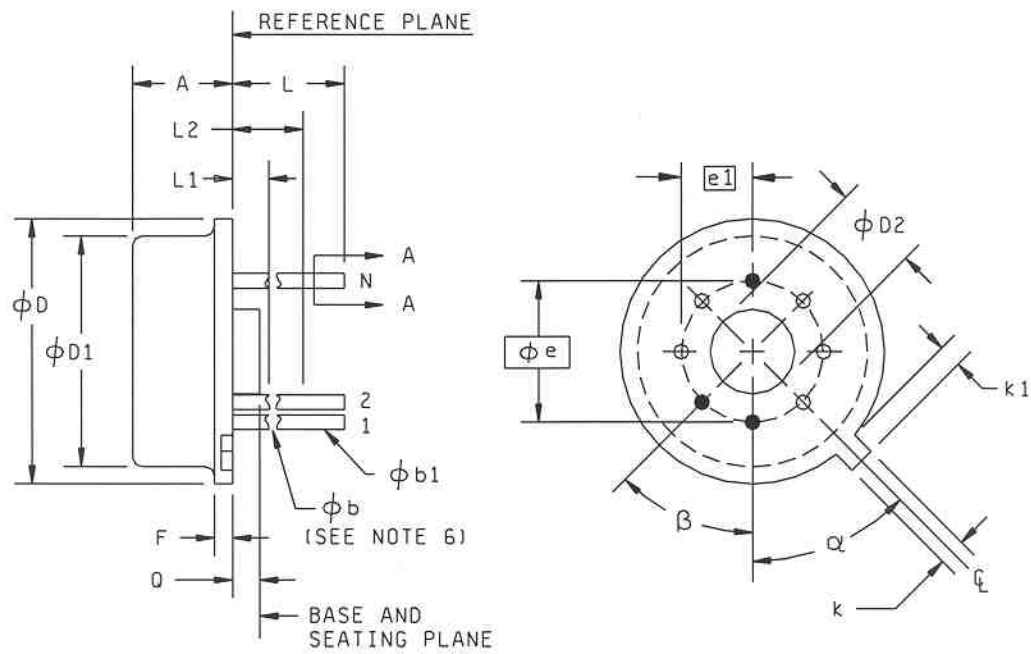 REFERENCE PLANE
A
L
L2
L1
A
N
A
ϕD
ϕD1
2
1
ϕb1
ϕb
(SEE NOTE 6)
F
Q
BASE AND
SEATING PLANE
e1
ϕD2
ϕe
k1
β
α
k
℄